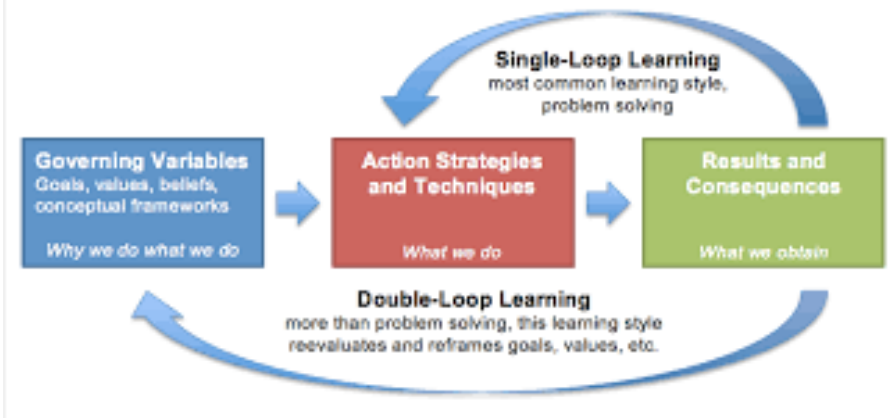 Single-Loop Learning
most common learning style,
problem solving
Governing Variables
Goals, values, beliefs,
conceptual frameworks
Why we do what we do
Action Strategies
and Techniques
What we do
Results and
Consequences
What we obtain
Double-Loop Learning
more than problem solving, this learning style
reevaluates and reframes goals, values, etc.